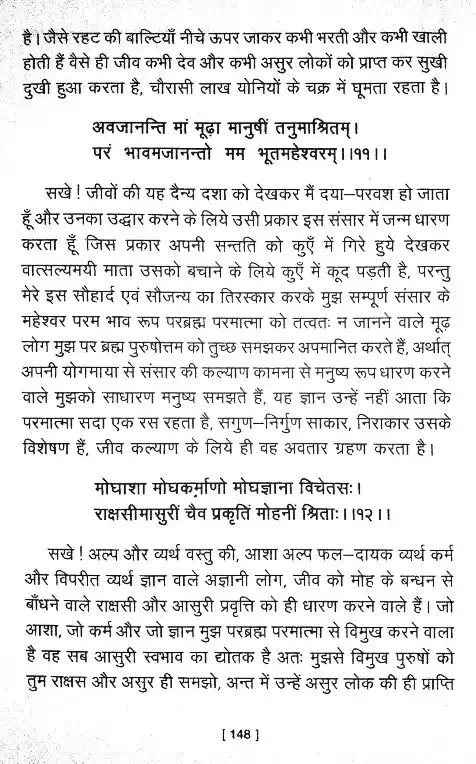 है। जैसे रहट की बाल्टियाँ नीचे ऊपर जाकर कभी भरती और कभी खाली
होती हैं वैसे ही जीव कभी देव और कभी असुर लोकों को प्राप्त कर सुखी
दुखी हुआ करता है, चौरासी लाख योनियों के चक्र में घूमता रहता है।
अवजानन्ति मां मूढ़ा मानुषीं तनुमाश्रितम्।
परं भावमजानन्तो मम भूतमहेश्वरम्।।११।।
सखे ! जीवों की यह दैन्य दशा को देखकर मैं दया–परवश हो जाता
हूँ और उनका उद्धार करने के लिये उसी प्रकार इस संसार में जन्म धारण
करता हूँ जिस प्रकार अपनी सन्तति को कुएँ में गिरे हुये देखकर
वात्सल्यमयी माता उसको बचाने के लिये कुएँ में कूद पड़ती है, परन्तु
मेरे इस सौहार्द एवं सौजन्य का तिरस्कार करके मुझ सम्पूर्ण संसार के
महेश्वर परम भाव रूप परब्रह्म परमात्मा को तत्वतः न जानने वाले मूढ़
लोग मुझ पर ब्रह्म पुरुषोत्तम को तुच्छ समझकर अपमानित करते हैं, अर्थात्
अपनी योगमाया से संसार की कल्याण कामना से मनुष्य रूप धारण करने
वाले मुझको साधारण मनुष्य समझते हैं, यह ज्ञान उन्हें नहीं आता कि
परमात्मा सदा एक रस रहता है, सगुण–निर्गुण साकार, निराकार उसके
विशेषण हैं, जीव कल्याण के लिये ही वह अवतार ग्रहण करता है।
मोघाशा मोघकर्माणो मोघज्ञाना विचेतसः।
राक्षसीमासुरीं चैव प्रकृतिं मोहनीं श्रिताः।।१२।।
सखे ! अल्प और व्यर्थ वस्तु की, आशा अल्प फल–दायक व्यर्थ कर्म
और विपरीत व्यर्थ ज्ञान वाले अज्ञानी लोग, जीव को मोह के बन्धन से
बाँधने वाले राक्षसी और आसुरी प्रवृत्ति को ही धारण करने वाले हैं। जो
आशा, जो कर्म और जो ज्ञान मुझ परब्रह्म परमात्मा से विमुख करने वाला
है वह सब आसुरी स्वभाव का द्योतक है अतः मुझसे विमुख पुरुषों को
तुम राक्षस और असुर ही समझो, अन्त में उन्हें असुर लोक की ही प्राप्ति
[ 148 ]